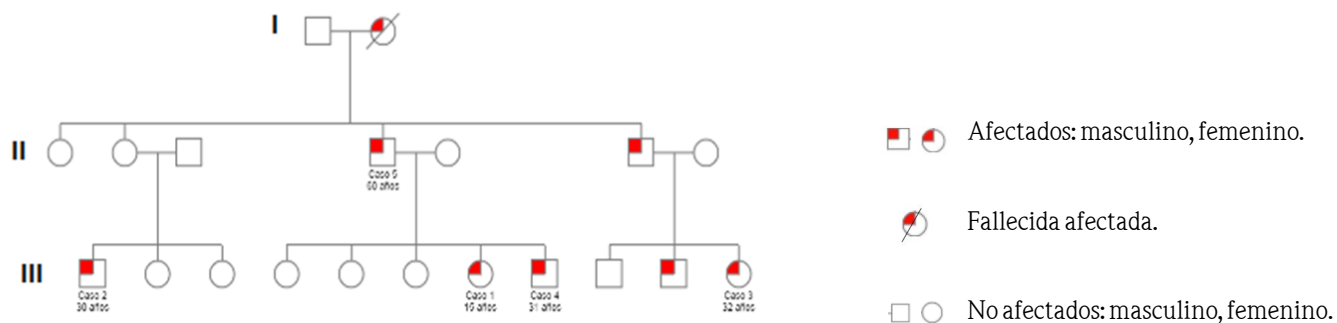 I
Afectados: masculino, femenino.
II
Caso 5
60 años
Fallecida afectada.
III
Caso 2
30 años
Caso 1
15 años
Caso 4
31 años
Caso 3
32 años
No afectados: masculino, femenino.